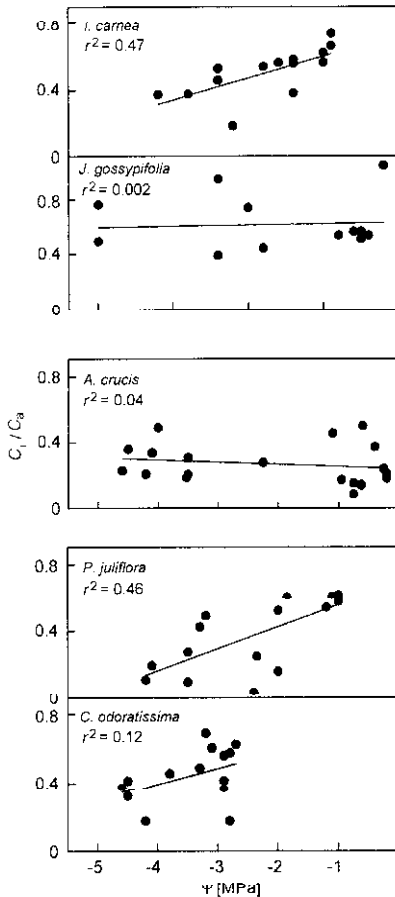 0.8
I. carnea
r² = 0.47
0.4
0
J. gossypifolia
r² = 0.002
0.8
0.4
0
0.8
A. crucis
r² = 0.04
0.4
0
Ci / Ca
0.8
P. juliflora
r² = 0.46
0.4
0
C. odoratissima
r² = 0.12
0.8
0.4
0
-5 -4 -3 -2 -1
Ψ [MPa]